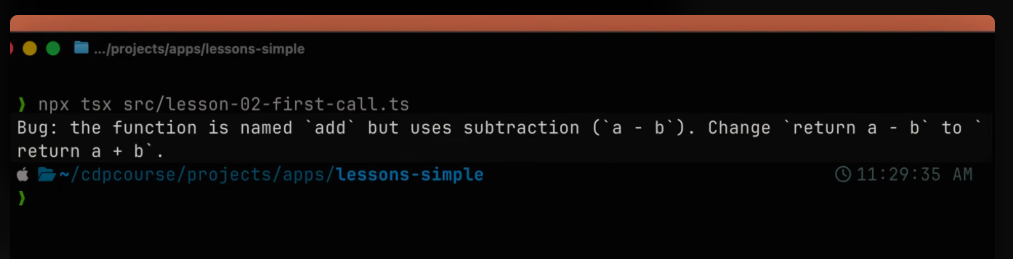 .../projects/apps/lessons-simple
❯ npx tsx src/lesson-02-first-call.ts
Bug: the function is named `add` but uses subtraction (`a - b`). Change `return a - b` to `
return a + b`.
~/cdpcourse/projects/apps/lessons-simple 11:29:35 AM
❯